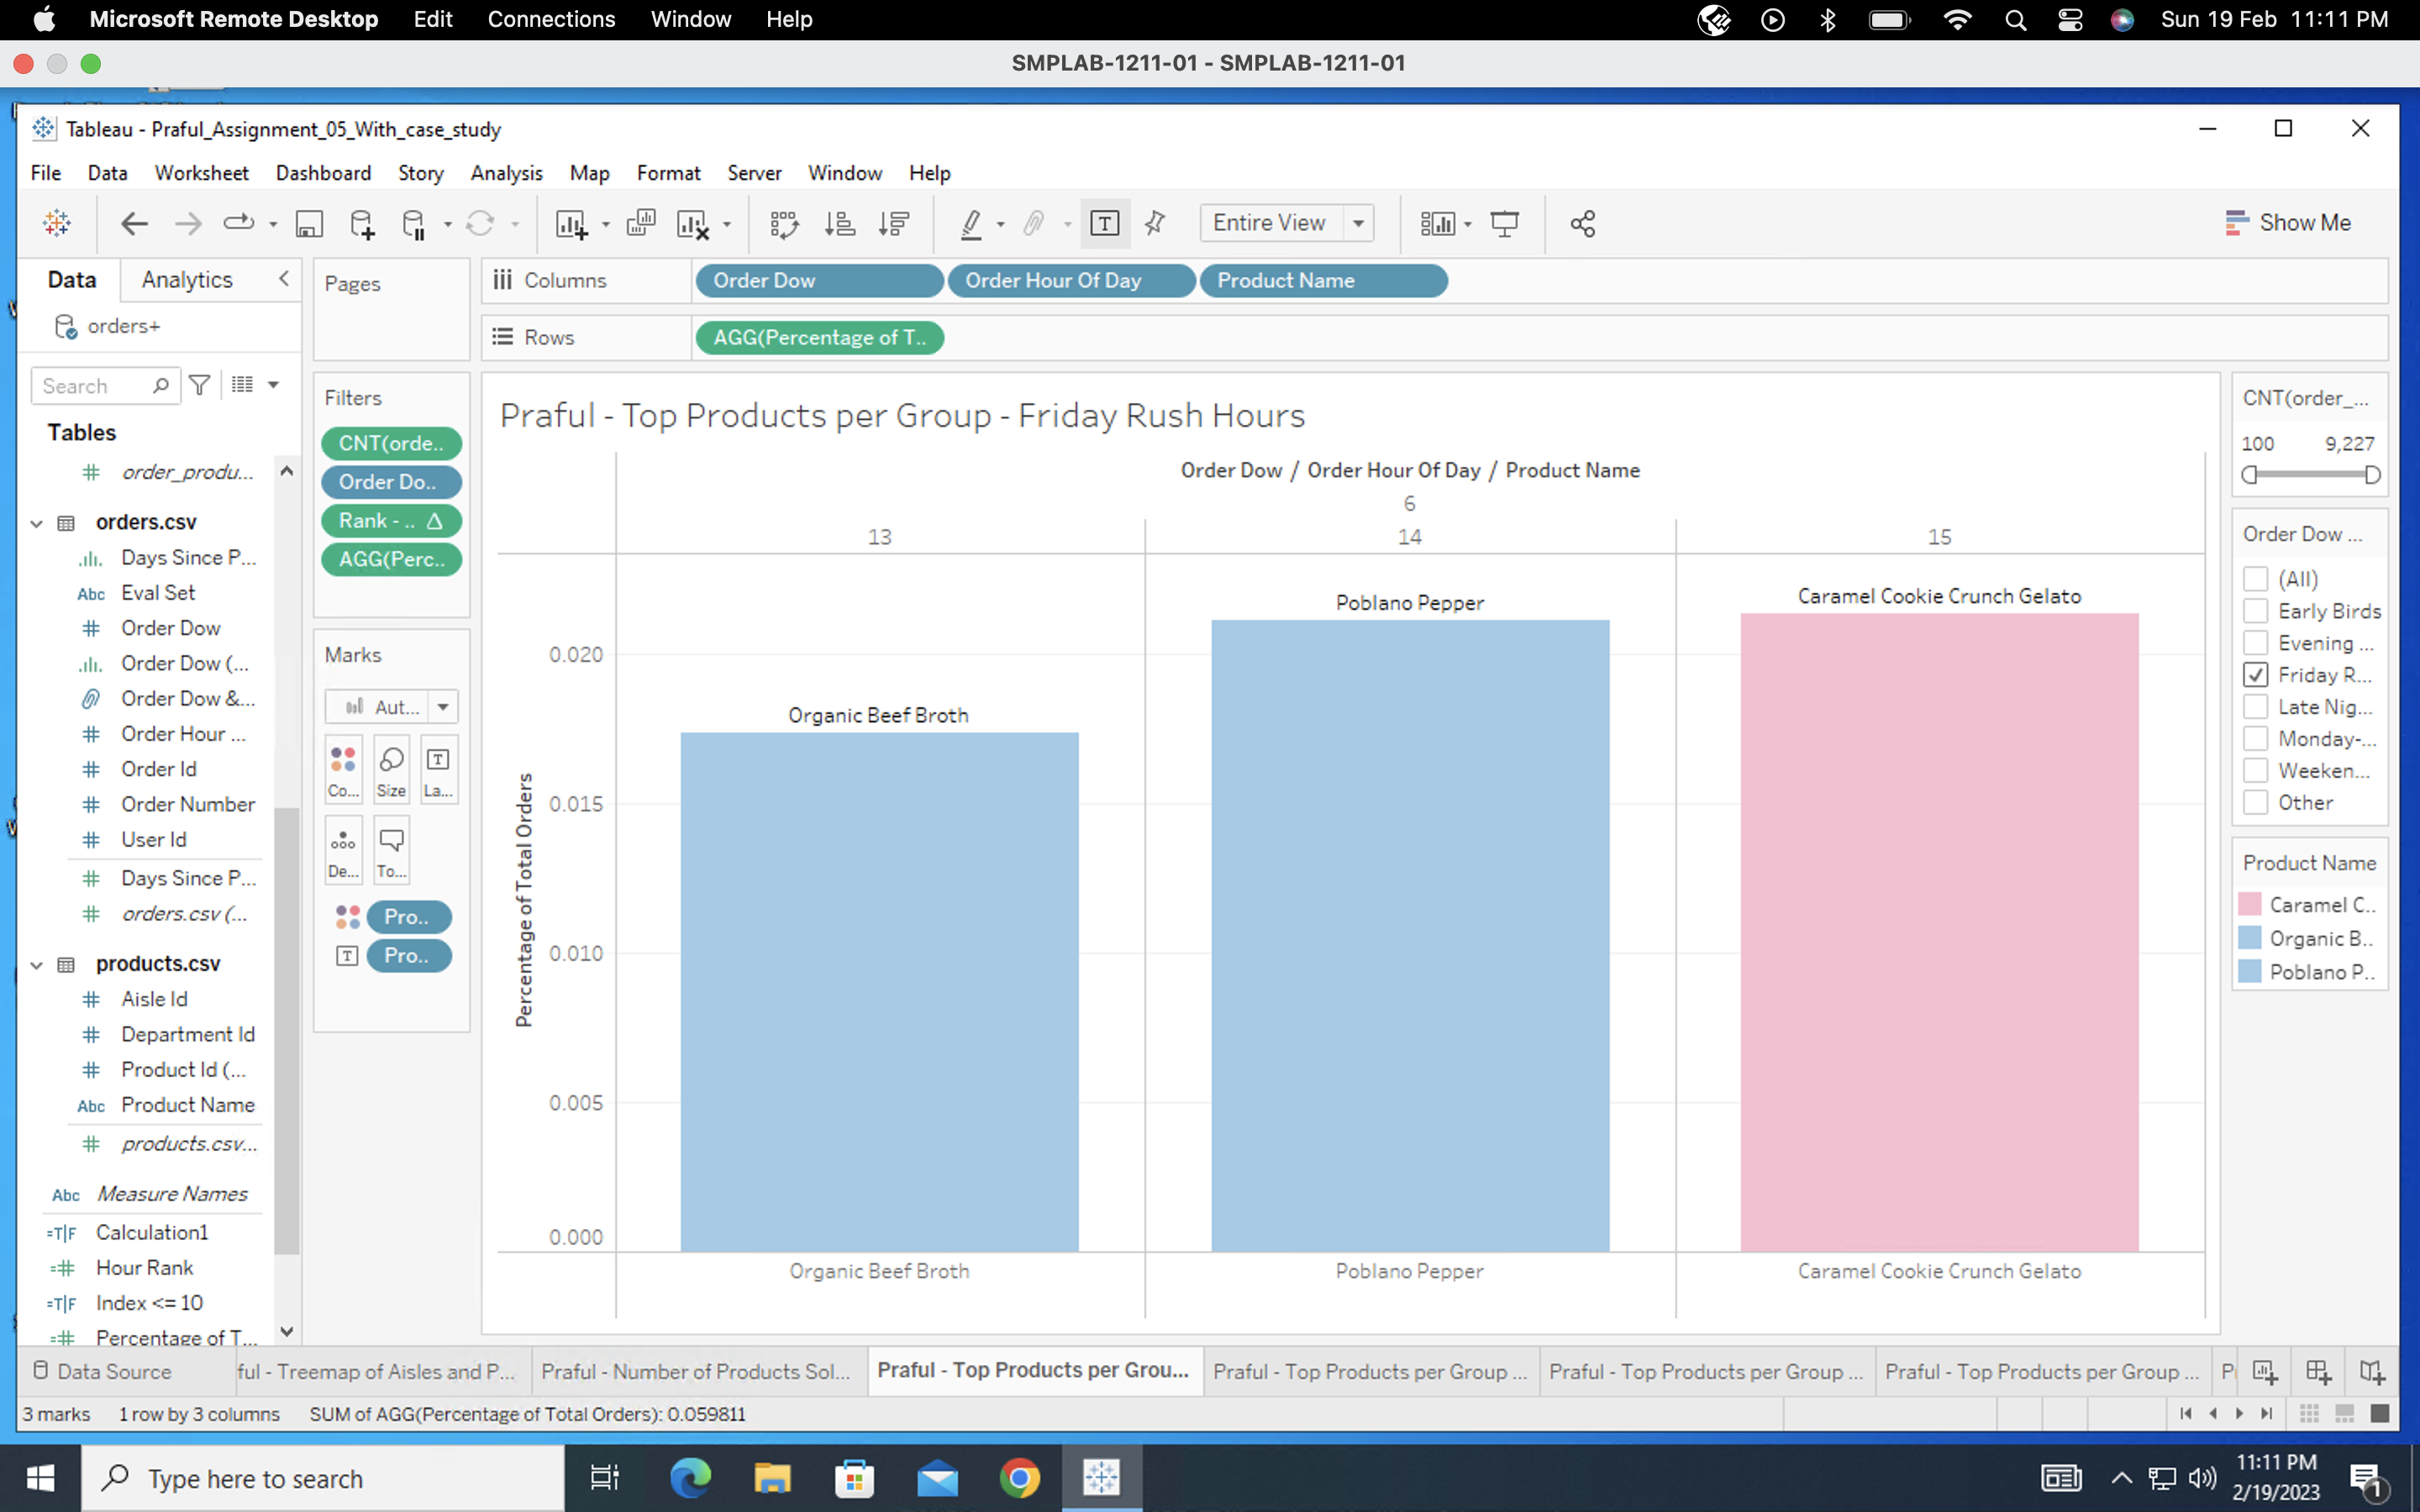 Microsoft Remote Desktop Edit Connections Window Help Sun 19 Feb 11:11 PM
SMPLAB-1211-01 - SMPLAB-1211-01
Tableau - Praful_Assignment_05_With_case_study
File Data Worksheet Dashboard Story Analysis Map Format Server Window Help
Entire View Show Me
Data Analytics
orders+
Search
Tables
order_produ...
orders.csv
Days Since P...
Eval Set
Order Dow
Order Dow (...
Order Dow &...
Order Hour ...
Order Id
Order Number
User Id
Days Since P...
orders.csv (...
products.csv
Aisle Id
Department Id
Product Id (...
Product Name
products.csv...
Measure Names
Calculation1
Hour Rank
Index <= 10
Percentage of T...
Pages
Filters
CNT(orde..
Order Do..
Rank - .. Δ
AGG(Perc..
Marks
Aut...
Co... Size La...
De... To...
Pro..
Pro..
Columns Order Dow Order Hour Of Day Product Name
Rows AGG(Percentage of T..
Praful - Top Products per Group - Friday Rush Hours
Order Dow / Order Hour Of Day / Product Name
6
13 14 15
Percentage of Total Orders
0.020
0.015
0.010
0.005
0.000
Organic Beef Broth
Poblano Pepper
Caramel Cookie Crunch Gelato
Organic Beef Broth Poblano Pepper Caramel Cookie Crunch Gelato
CNT(order_...
100 9,227
Order Dow ...
(All)
Early Birds
Evening ...
Friday R...
Late Nig...
Monday-...
Weeken...
Other
Product Name
Caramel C..
Organic B..
Poblano P..
Data Source ful - Treemap of Aisles and P... Praful - Number of Products Sol... Praful - Top Products per Grou... Praful - Top Products per Group ... Praful - Top Products per Group ... Praful - Top Products per Group ...
3 marks 1 row by 3 columns SUM of AGG(Percentage of Total Orders): 0.059811
Type here to search
11:11 PM
2/19/2023
1